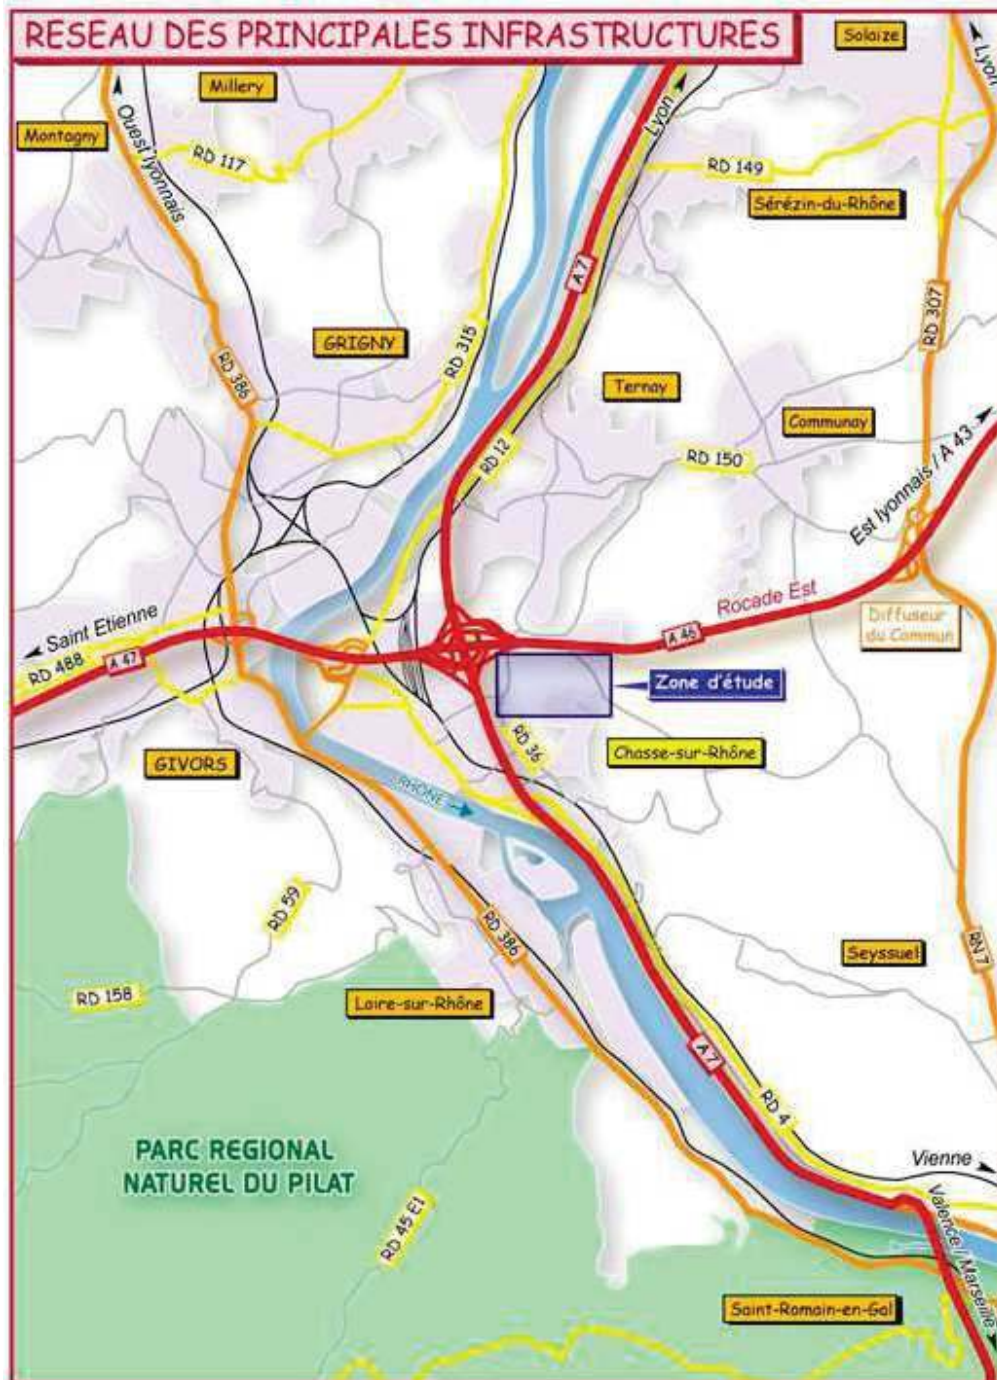 RESEAU DES PRINCIPALES INFRASTRUCTURES
Solaize
Lyon
Millery
Montagny
Ouest lyonnais
RD 117
Lyon
RD 149
Sérézin-du-Rhône
A 7
RD 307
GRIGNY
RD 315
RD 386
Ternay
Communay
RD 12
RD 150
Est lyonnais / A 43
Rocade Est
A 46
Diffuseur
du Commun
Saint Etienne
RD 488
A 47
Zone d'étude
RD 36
Chasse-sur-Rhône
GIVORS
RHONE
RD 59
RD 386
Seyssuel
RN 7
RD 158
Loire-sur-Rhône
A 7
RD 4
PARC REGIONAL
NATUREL DU PILAT
Vienne
RD 45 E1
Valence / Marseille
Saint-Romain-en-Gal